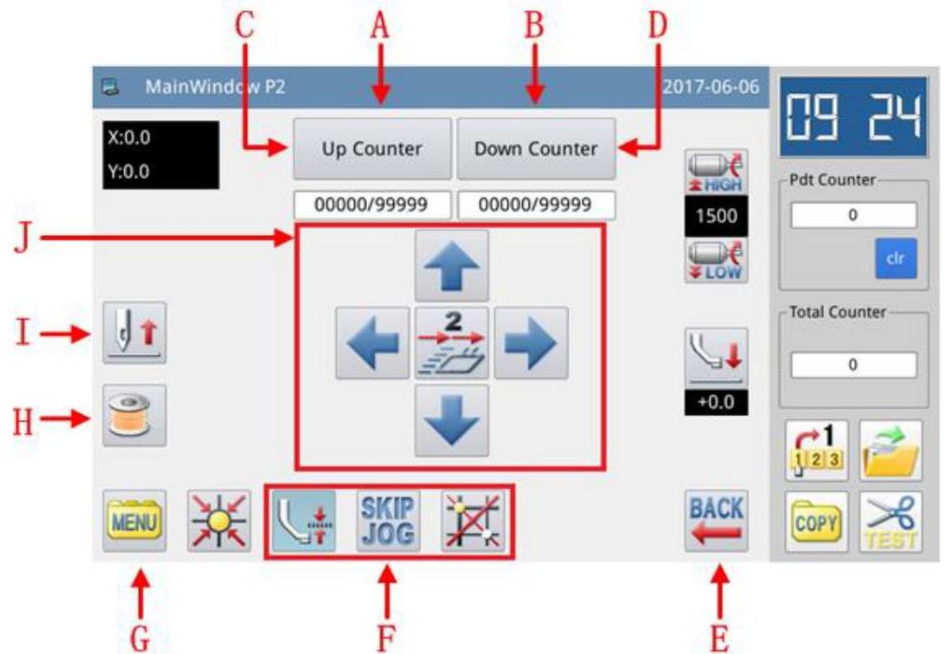 C A B D
MainWindow P2 2017-06-06
09 24
X:0.0
Y:0.0
Up Counter Down Counter
HIGH
Pdt Counter
00000/99999 00000/99999
1500
0
J
clr
LOW
2
Total Counter
I
0
+0.0
H
1
1 2 3
MENU
SKIP
JOG
BACK
COPY
TEST
G F E